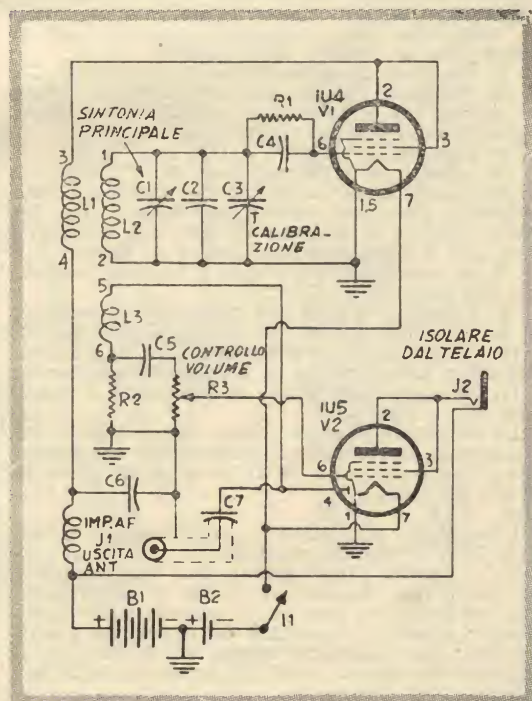 2
1U4
V1
R1
SINTONIA
PRINCIPALE
6
C4
3
3
1
C1
C2
C3
T
L1
L2
1,5
7
CALIBRA-
ZIONE
4
2
5
L3
ISOLARE
DAL TELAIO
6
C5
CONTROLLO
VOLUME
J2
R2
R3
1U5
V2
2
6
3
4
C6
C7
1
7
IMP.AF
J1
USCITA
ANT
B1
B2
+
-
+
-
I1